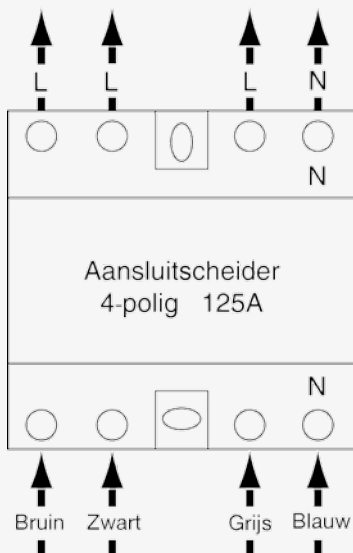 L L L N
N
Aansluitscheider
4-polig 125A
N
Bruin Zwart Grijs Blauw